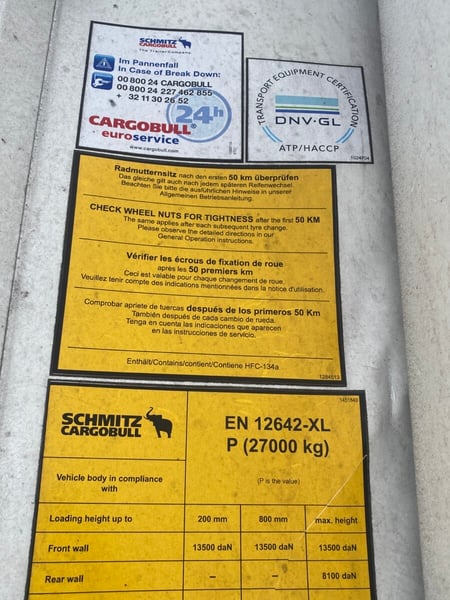 SCHMITZ
CARGOBULL
The Trailer Company.
Im Pannenfall
In Case of Break Down:
00 800 24 CARGOBULL
00 800 24 227 462 855
32 11 30 26 52
24h
CARGOBULL
euroservice
www.cargobull.com
TRANSPORT EQUIPMENT CERTIFICATION
DNV·GL
ATP/HACCP
Radmutternsitz nach den ersten 50 km überprüfen
Das gleiche gilt auch nach jedem späteren Reifenwechsel.
Beachten Sie bitte die ausführlichen Hinweise in unserer
Allgemeinen Betriebsanleitung.
CHECK WHEEL NUTS FOR TIGHTNESS after the first 50 KM
The same applies after each subsequent tyre change.
Please observe the detailed directions in our
General Operation instructions.
Vérifier les écrous de fixation de roue
après les 50 premiers km
Ceci est valable pour chaque changement de roue.
Veuillez tenir compte des indications mentionnées dans la notice d'utilisation.
Comprobar apriete de tuercas después de los primeros 50 Km
También después de cada cambio de rueda.
Tenga en cuenta las indicaciones que aparecen
en las instrucciones de servicio.
Enthält/Contains/contient/Contiene HFC-134a
SCHMITZ
CARGOBULL
EN 12642-XL
P (27000 kg)
Vehicle body in compliance
with
(P is the value)
Loading height up to 200 mm 800 mm max. height
Front wall 13500 daN 13500 daN 13500 daN
Rear wall – – 8100 daN